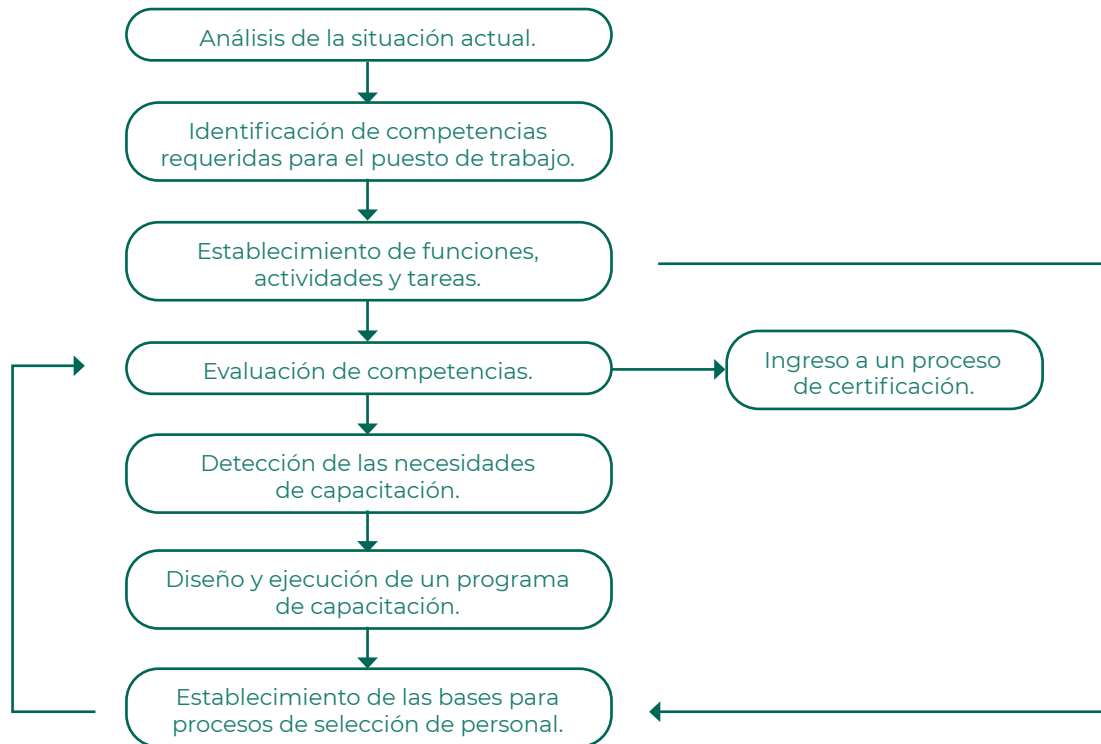 Análisis de la situación actual.
Identificación de competencias
requeridas para el puesto de trabajo.
Establecimiento de funciones,
actividades y tareas.
Evaluación de competencias.
Ingreso a un proceso
de certificación.
Detección de las necesidades
de capacitación.
Diseño y ejecución de un programa
de capacitación.
Establecimiento de las bases para
procesos de selección de personal.